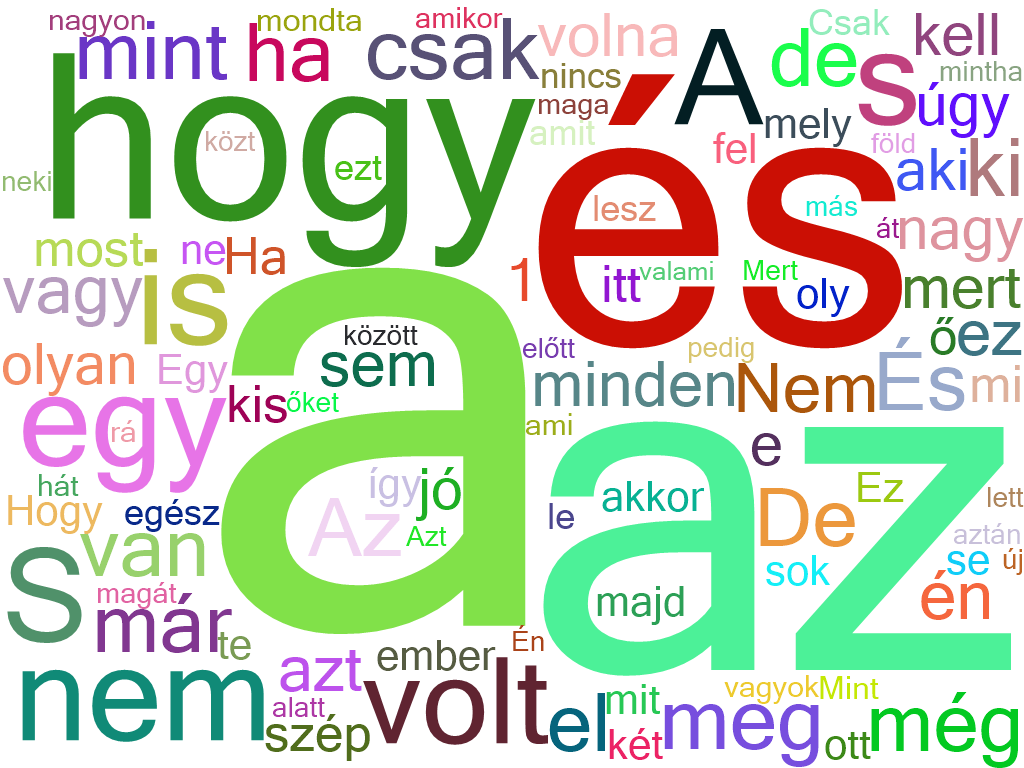 nagyon
mondta
amikor
Csak
mint
ha
csak
volna
A
de
s
kell
mintha
nincs
maga
amit
mely
úgy
hogy
közt
ezt
neki
és
fel
föld
aki
ki
lesz
más
át
nagy
most
ne
Ha
is
vagy
1
itt
valami
Mert
oly
mert
között
előtt
pedig
ő
ez
olyan
Egy
sem
a
minden
Nem
És
mi
egy
rá
kis
őket
ami
az
e
hát
Hogy
egész
így
jó
Az
Azt
le
akkor
De
Ez
lett
aztán
S
van
magát
már
te
majd
sok
se
új
én
Én
nem
azt
ember
alatt
szép
volt
el
mit
két
vagyok
Mint
meg
ott
még